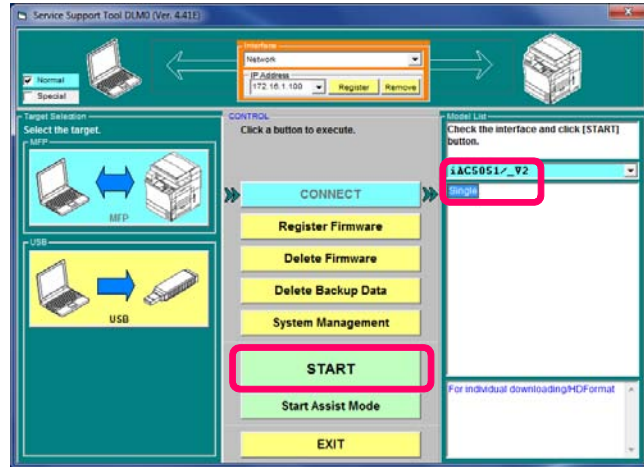 Service Support Tool DLM0 (Ver. 4.41E)
Normal
Special
Interface
Network
IP Address
172.16.1.100
Register
Remove
Target Selection
Select the target.
MFP
MFP
USB
USB
CONTROL
Click a button to execute.
CONNECT
Register Firmware
Delete Firmware
Delete Backup Data
System Management
START
Start Assist Mode
EXIT
Model List
Check the interface and click [START]
button.
iAC5051/_V2
Single
For individual downloading/HDFormat